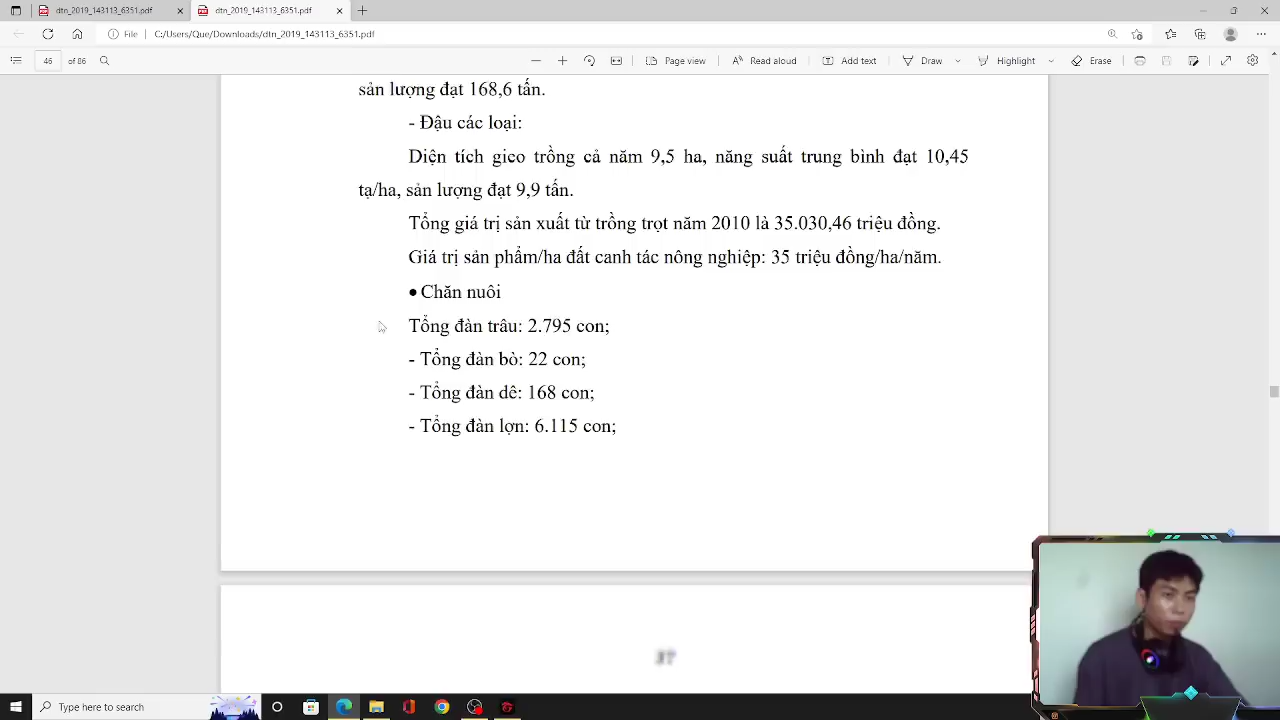 dtn_2019_143113_6351.pdf
dtn_2019_143113_6351.pdf
File
C:/Users/Que/Downloads/dtn_2019_143113_6351.pdf
46 of 86
Page view
Read aloud
Add text
Draw
Highlight
Erase
sản lượng đạt 168,6 tấn.
- Đậu các loại:
Diện tích gieo trồng cả năm 9,5 ha, năng suất trung bình đạt 10,45
tạ/ha, sản lượng đạt 9,9 tấn.
Tổng giá trị sản xuất từ trồng trọt năm 2010 là 35.030,46 triệu đồng.
Giá trị sản phẩm/ha đất canh tác nông nghiệp: 35 triệu đồng/ha/năm.
• Chăn nuôi
Tổng đàn trâu: 2.795 con;
- Tổng đàn bò: 22 con;
- Tổng đàn dê: 168 con;
- Tổng đàn lợn: 6.115 con;
37
Type here to search